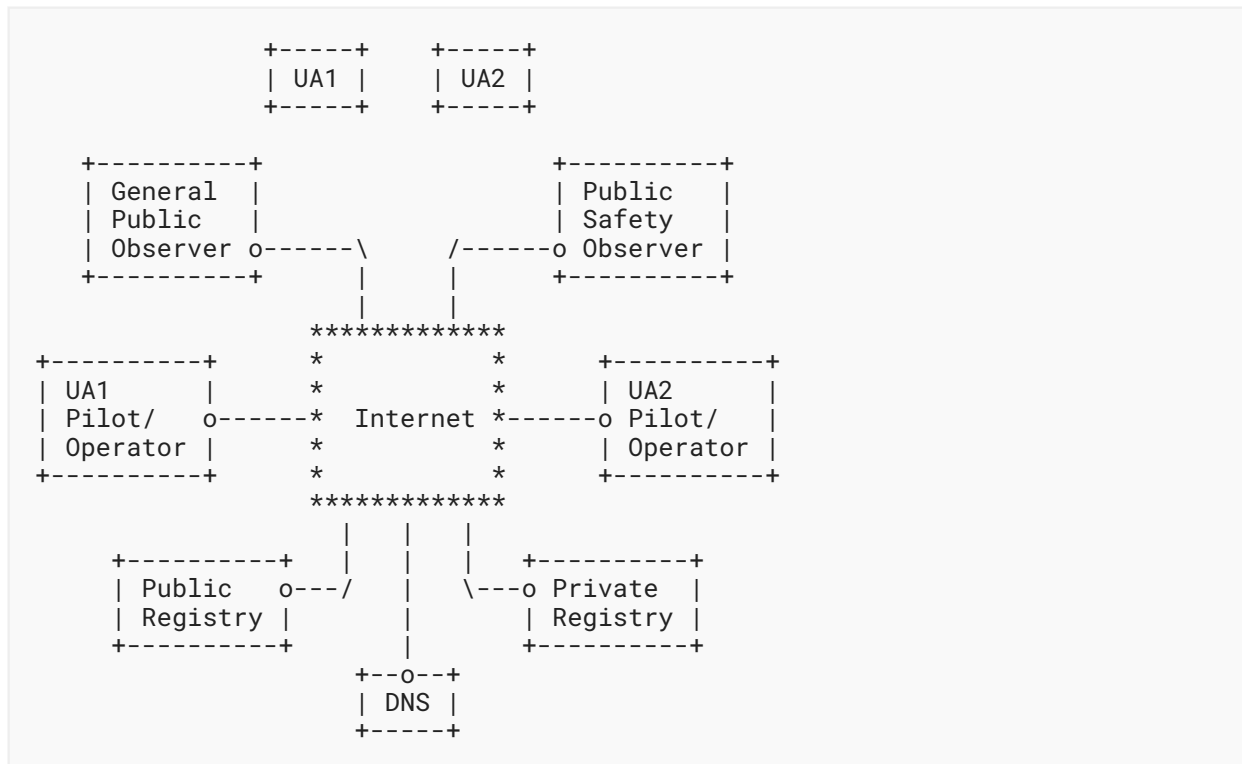 +-----+    +-----+
| UA1 |    | UA2 |
+-----+    +-----+
+----------+                   +----------+
| General  |                   | Public   |
| Public   |                   | Safety   |
| Observer o------\     /------o Observer |
+----------+      |     |      +----------+
|     |
*************
+----------+      *           *      +----------+
| UA1      |      *           *      | UA2      |
| Pilot/   o------*  Internet *------o Pilot/   |
| Operator |      *           *      | Operator |
+----------+      *           *      +----------+
*************
|   |   |
+----------+   |   |   |   +----------+
| Public   o---/   |   \---o Private  |
| Registry |       |       | Registry |
+----------+       |       +----------+
+--o--+
| DNS |
+-----+